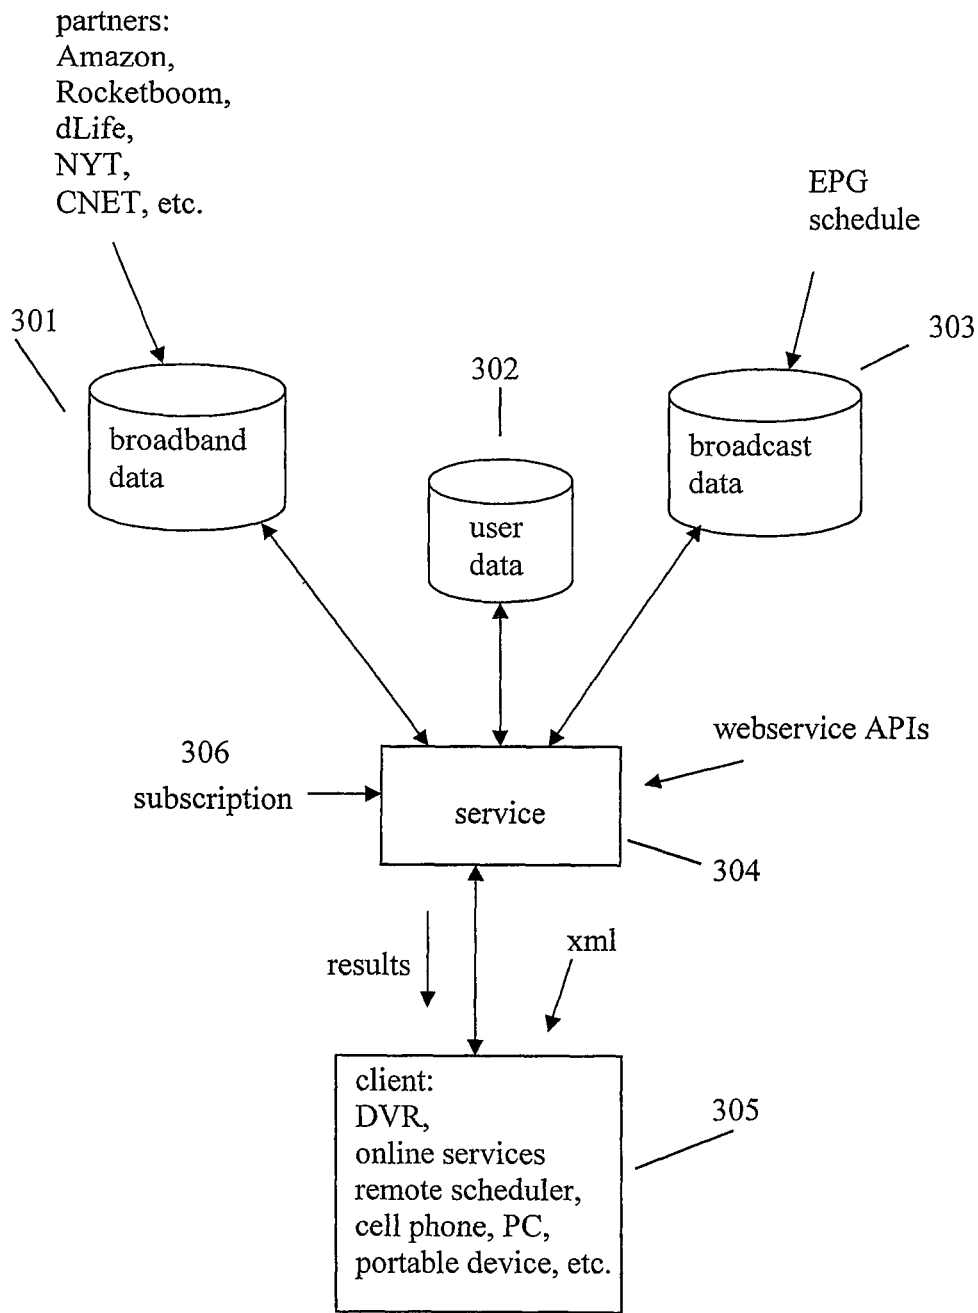 partners:
Amazon,
Rocketboom,
dLife,
NYT,
CNET, etc.
EPG
schedule
301
302
303
broadband
data
user
data
broadcast
data
306
subscription
webservice APIs
service
304
results
xml
client:
DVR,
online services
remote scheduler,
cell phone, PC,
portable device, etc.
305